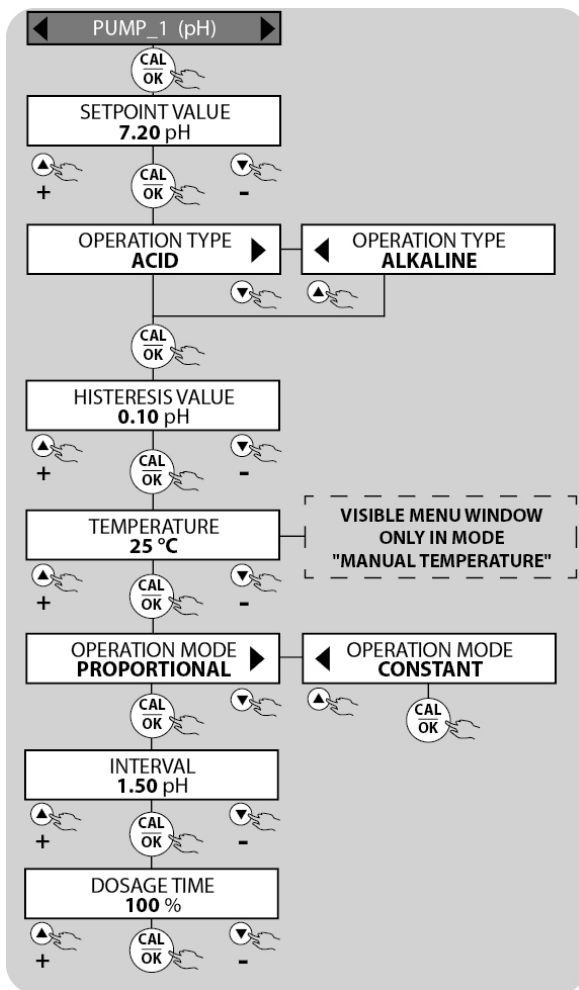 PUMP_1 (pH)
CAL
OK
SETPOINT VALUE
7.20 pH
+
CAL
OK
-
OPERATION TYPE
ACID
OPERATION TYPE
ALKALINE
CAL
OK
HISTERESIS VALUE
0.10 pH
+
CAL
OK
-
TEMPERATURE
25 °C
VISIBLE MENU WINDOW
ONLY IN MODE
"MANUAL TEMPERATURE"
+
CAL
OK
-
OPERATION MODE
PROPORTIONAL
OPERATION MODE
CONSTANT
CAL
OK
CAL
OK
INTERVAL
1.50 pH
+
CAL
OK
-
DOSAGE TIME
100 %
+
CAL
OK
-